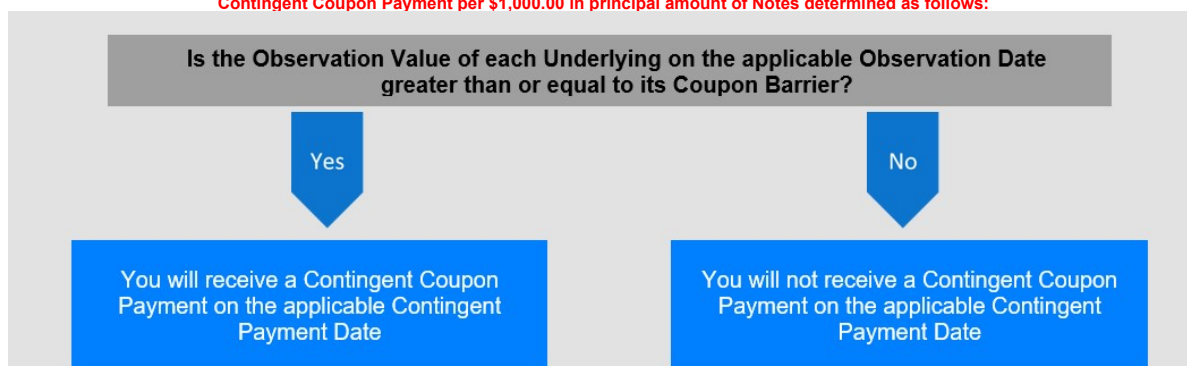 Contingent Coupon Payment per $1,000.00 in principal amount of Notes determined as follows:
Is the Observation Value of each Underlying on the applicable Observation Date
greater than or equal to its Coupon Barrier?
Yes
No
You will receive a Contingent Coupon
Payment on the applicable Contingent
Payment Date
You will not receive a Contingent Coupon
Payment on the applicable Contingent
Payment Date